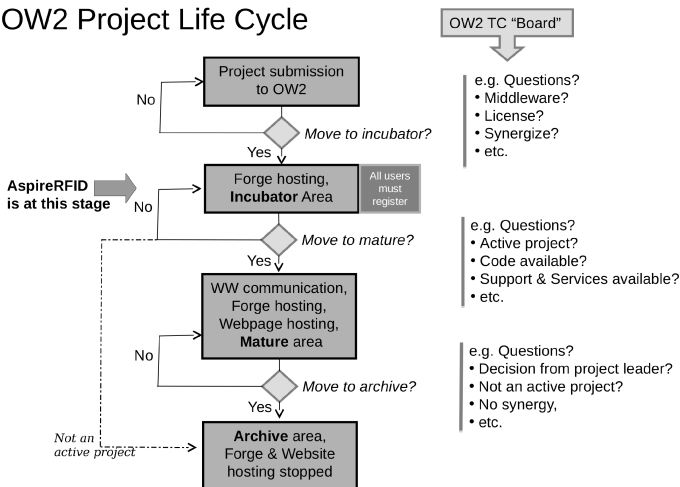 OW2 Project Life Cycle
OW2 TC “Board”
Project submission
to OW2
No
Move to incubator?
Yes
e.g. Questions?
• Middleware?
• License?
• Synergize?
• etc.
AspireRFID
is at this stage
Forge hosting,
Incubator Area
All users
must
register
No
Move to mature?
Yes
e.g. Questions?
• Active project?
• Code available?
• Support & Services available?
• etc.
WW communication,
Forge hosting,
Webpage hosting,
Mature area
No
Move to archive?
Yes
e.g. Questions?
• Decision from project leader?
• Not an active project?
• No synergy,
• etc.
Not an
active project
Archive area,
Forge & Website
hosting stopped